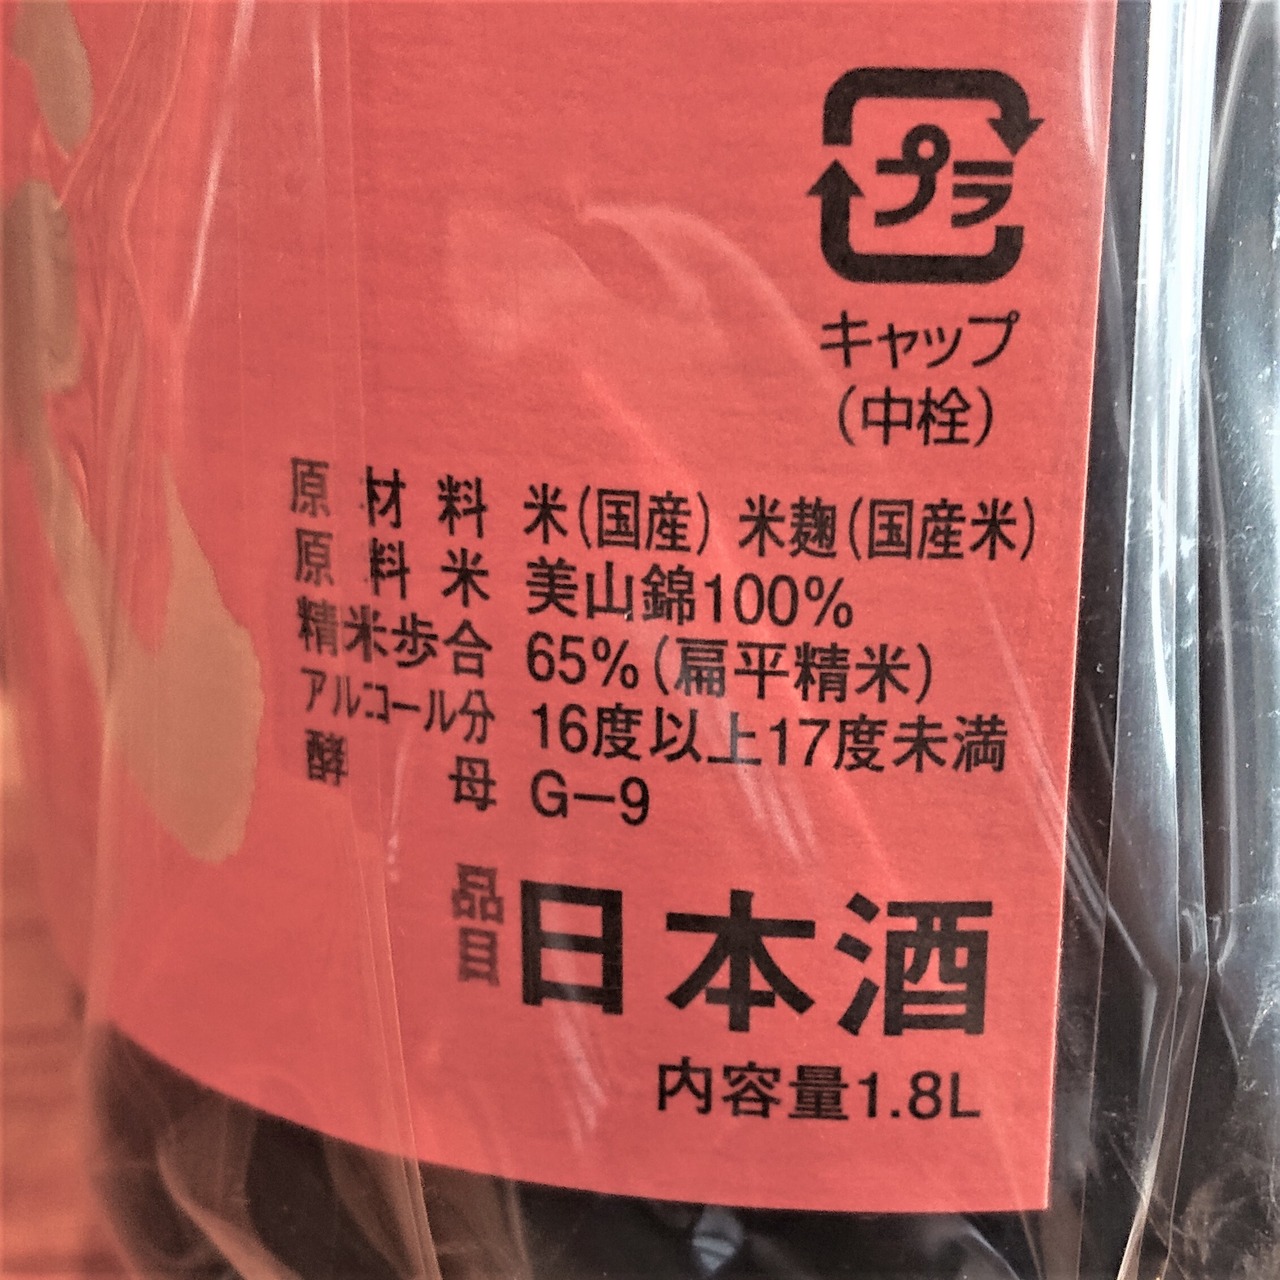 プラ
キャップ
(中栓)
原材料 米(国産) 米麹(国産米)
原料米 美山錦100%
精米歩合 65%(扁平精米)
アルコール分 16度以上17度未満
酵母 G-9
品目 日本酒
内容量1.8L